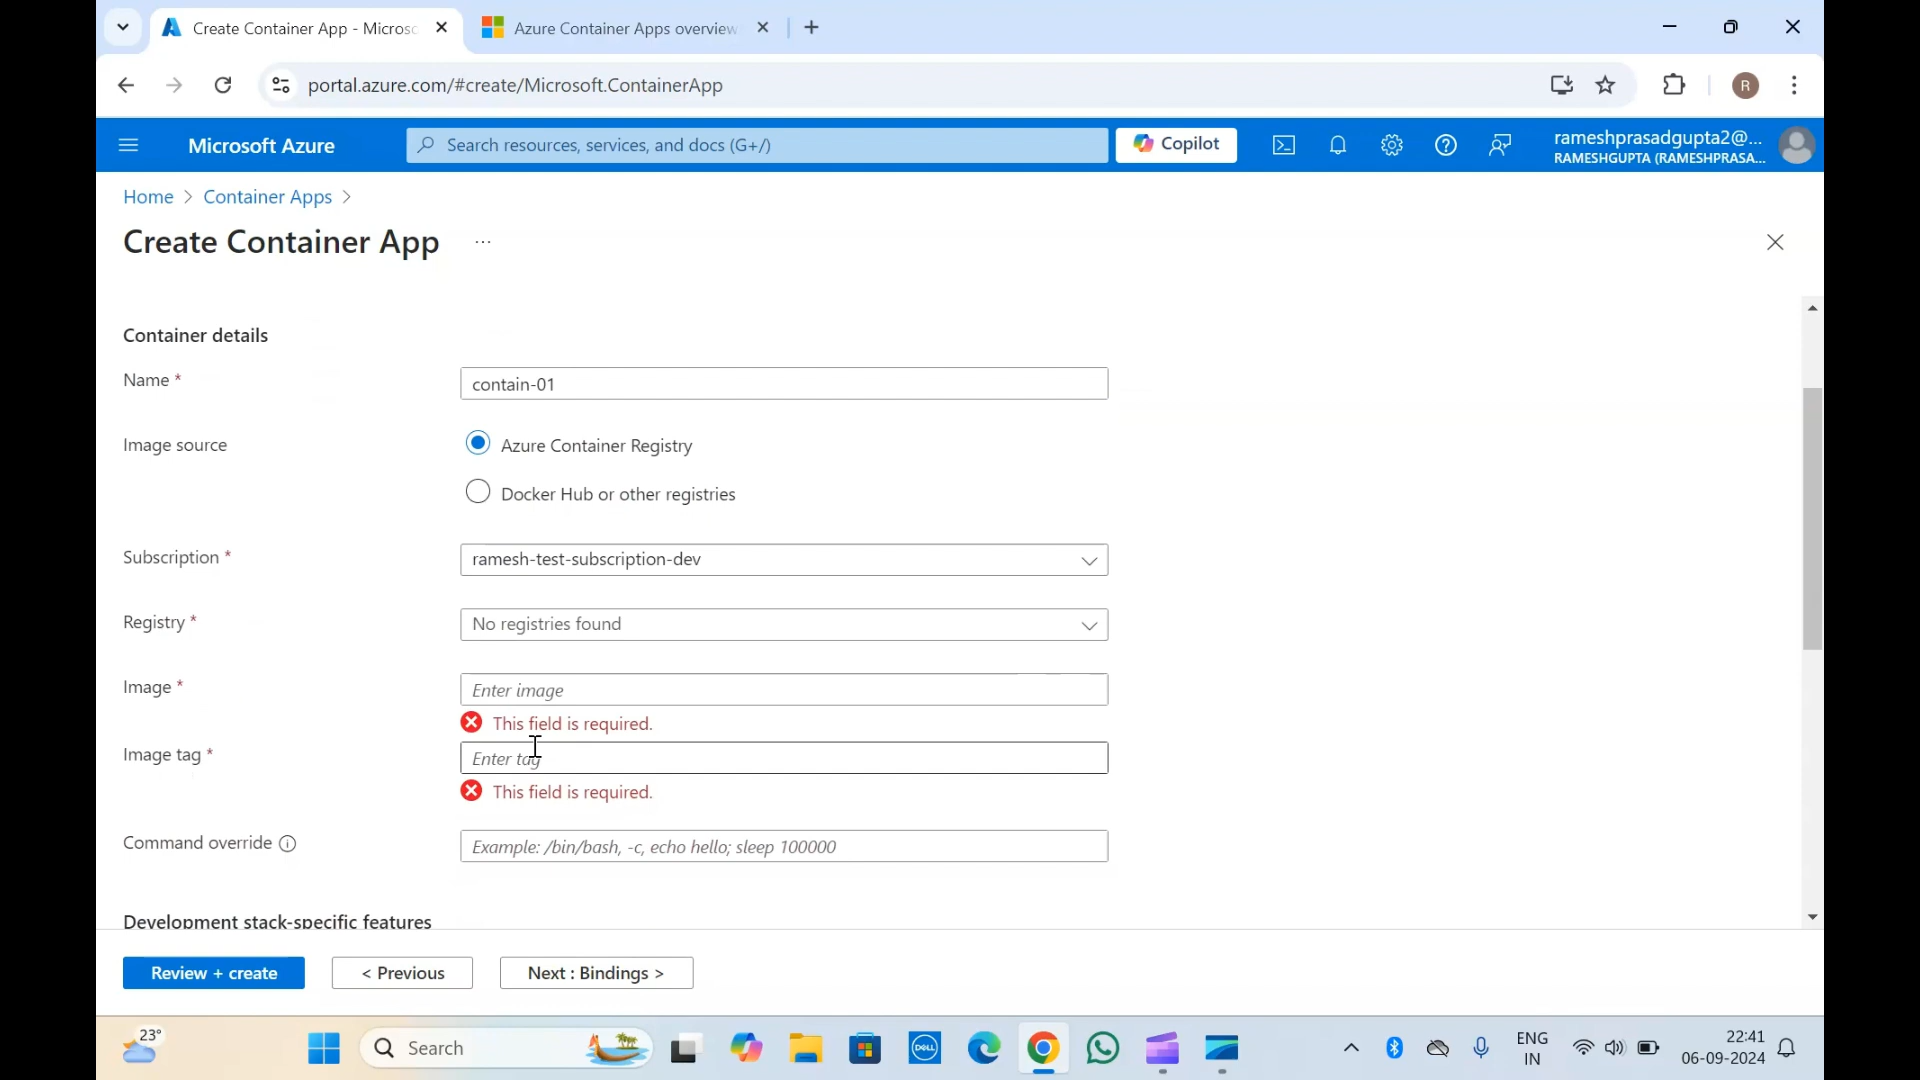 Create Container App - Microsc
Azure Container Apps overview
portal.azure.com/#create/Microsoft.ContainerApp
R
Microsoft Azure
Search resources, services, and docs (G+/)
Copilot
rameshprasadgupta2@...
RAMESHGUPTA (RAMESHPRASA...
Home > Container Apps >
Create Container App ...
Container details
Name *
contain-01
Image source
Azure Container Registry
Docker Hub or other registries
Subscription *
ramesh-test-subscription-dev
Registry *
No registries found
Image *
Enter image
This field is required.
Image tag *
Enter tag
This field is required.
Command override
Example: /bin/bash, -c, echo hello; sleep 100000
Development stack-specific features
Review + create
< Previous
Next : Bindings >
23°
Search
DELL
ENG
IN
22:41
06-09-2024